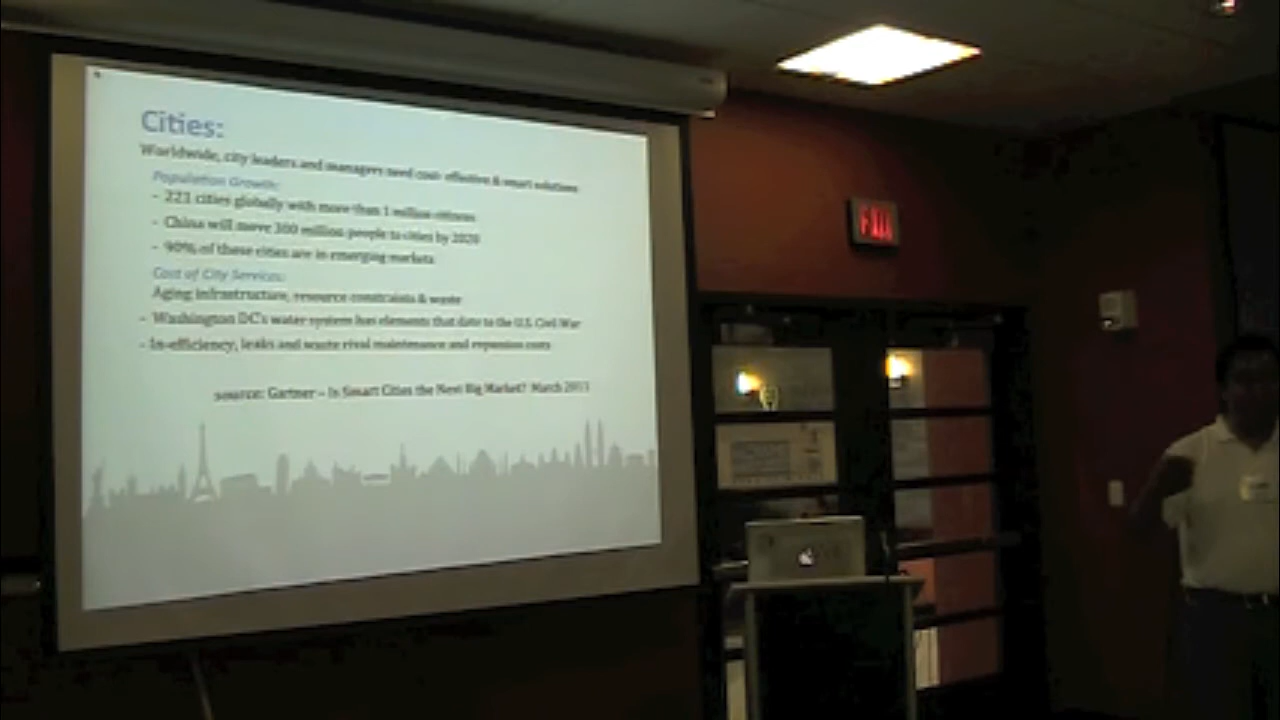 Cities:
Worldwide, city leaders and managers need cost- effective & smart solutions
Population Growth:
- 221 cities globally with more than 1 million citizens
- China will move 300 million people to cities by 2020
- 90% of these cities are in emerging markets
Cost of City Services:
Aging infrastructure, resource constraints & waste
- Washington DC's water system has elements that date to the U.S. Civil War
- In-efficiency, leaks and waste rival maintenance and expansion costs
source: Gartner – Is Smart Cities the Next Big Market? March 2011
EXIT